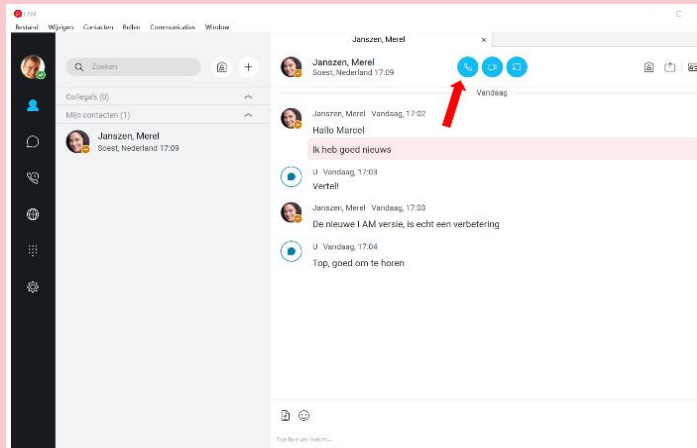 I AM
Bestand Wijzigen Contacten Bellen Communicaties Window
Janszen, Merel ×
Zoeken
Janszen, Merel
Soest, Nederland 17:09
Collega's (0)
Mijn contacten (1)
Janszen, Merel
Soest, Nederland 17:09
Vandaag
Janszen, Merel Vandaag, 17:02
Hallo Marcel
Ik heb goed nieuws
U Vandaag, 17:03
Vertel!
Janszen, Merel Vandaag, 17:03
De nieuwe I AM versie, is echt een verbetering
U Vandaag, 17:04
Top, goed om te horen